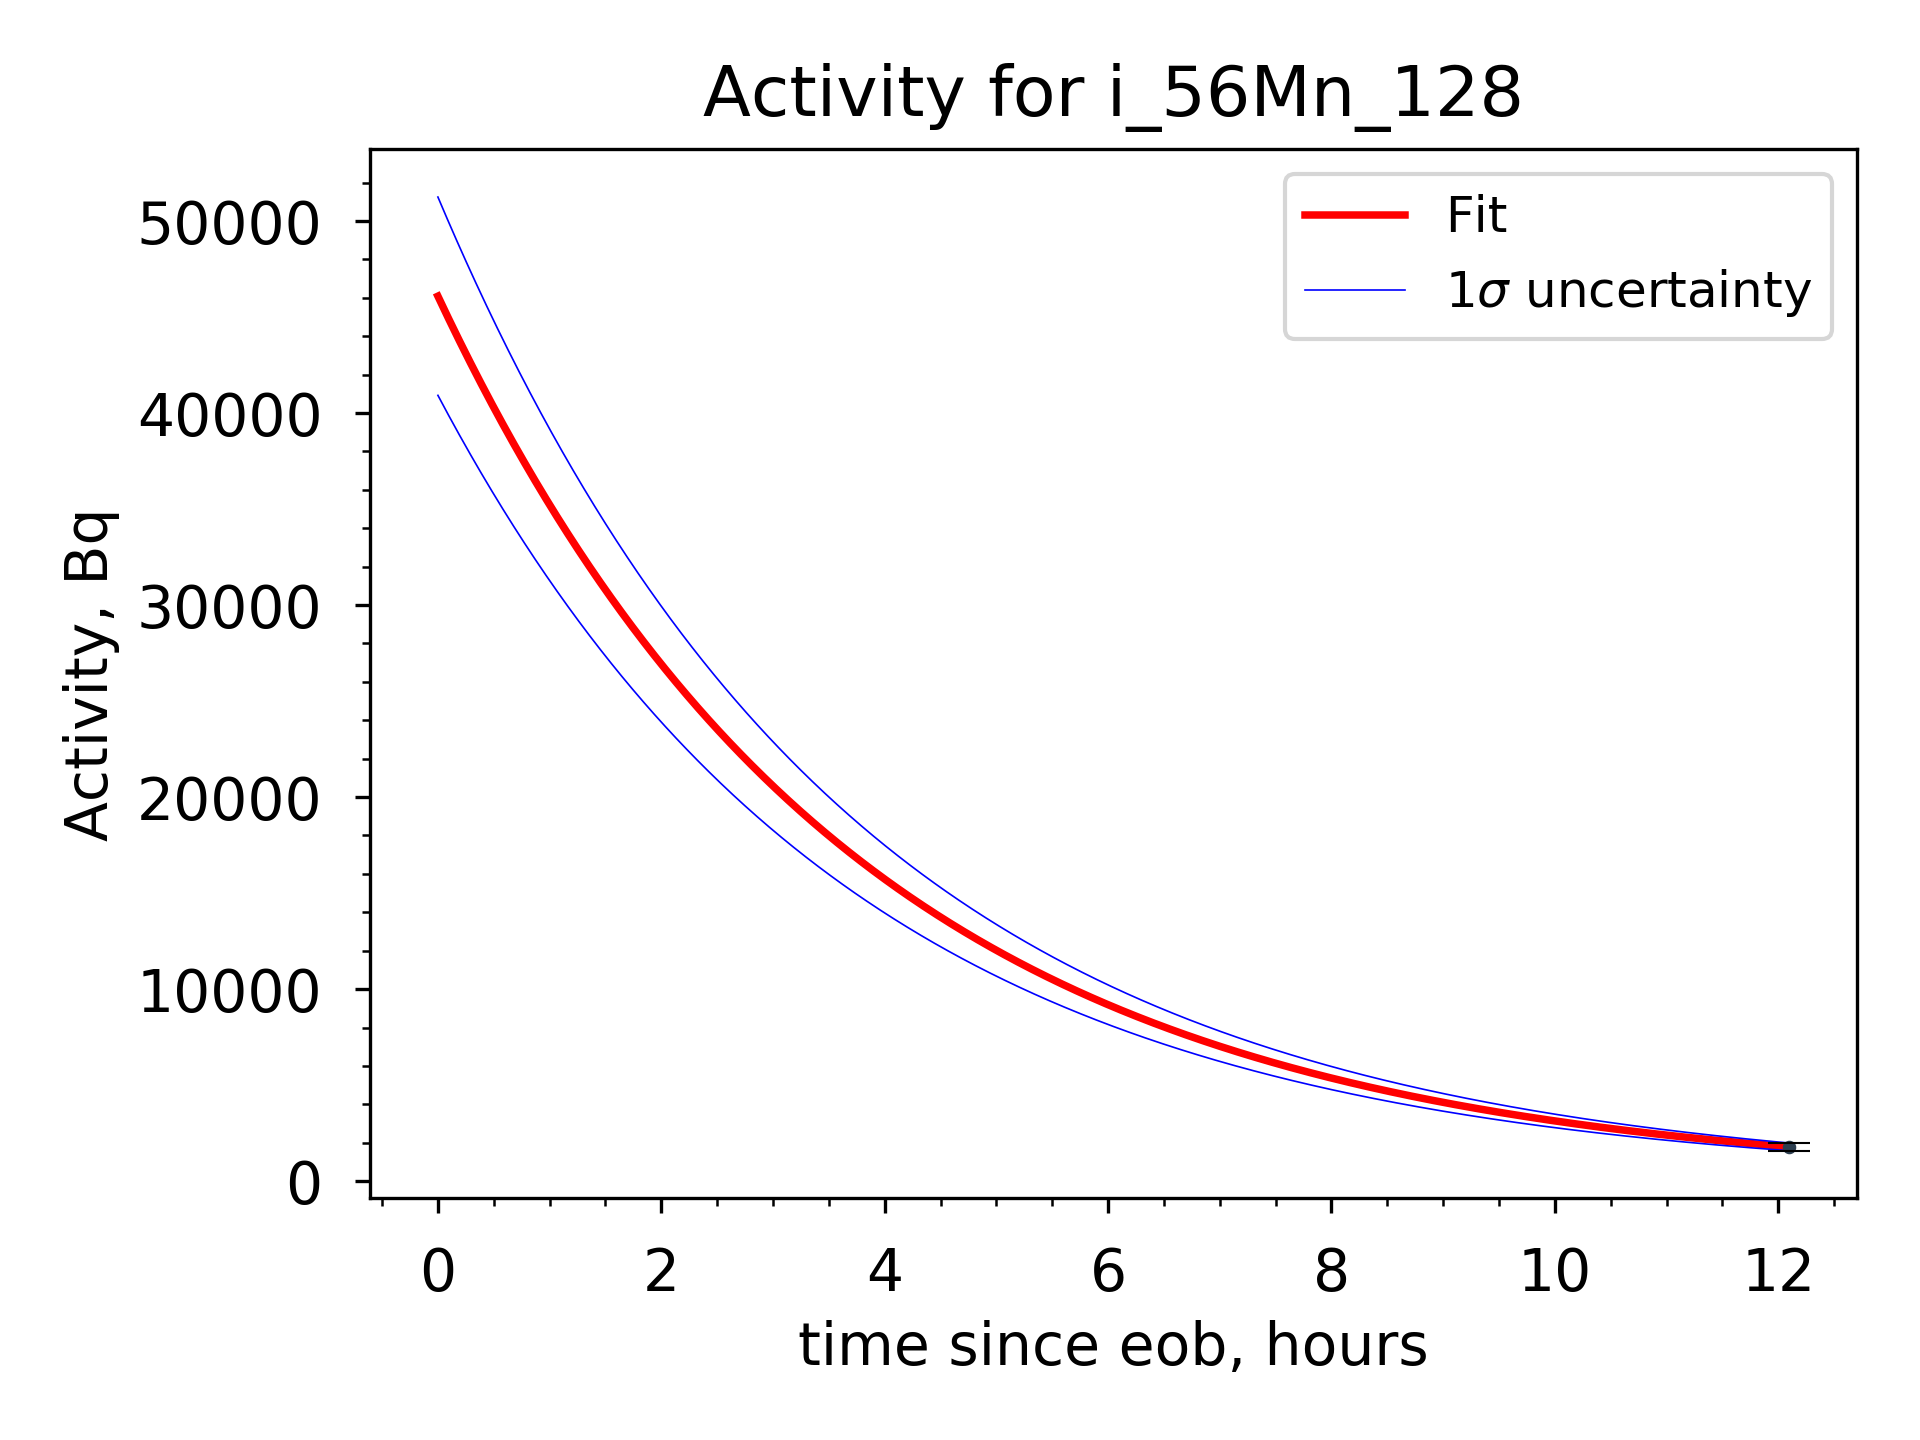 Activity for i_56Mn_128
Fit
1σ uncertainty
Activity, Bq
50000
40000
30000
20000
10000
0
0 2 4 6 8 10 12
time since eob, hours